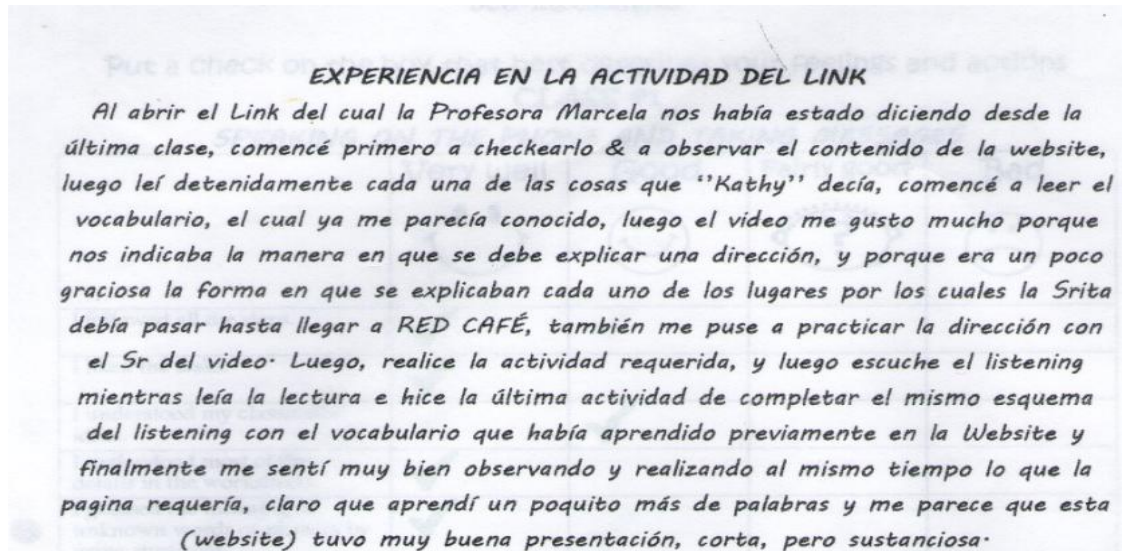 EXPERIENCIA EN LA ACTIVIDAD DEL LINK
Al abrir el Link del cual la Profesora Marcela nos había estado diciendo desde la
última clase, comencé primero a checkearlo & a observar el contenido de la website,
luego leí detenidamente cada una de las cosas que ''Kathy'' decía, comencé a leer el
vocabulario, el cual ya me parecía conocido, luego el video me gusto mucho porque
nos indicaba la manera en que se debe explicar una dirección, y porque era un poco
graciosa la forma en que se explicaban cada uno de los lugares por los cuales la Srita
debía pasar hasta llegar a RED CAFÉ, también me puse a practicar la dirección con
el Sr del video. Luego, realice la actividad requerida, y luego escuche el listening
mientras leía la lectura e hice la última actividad de completar el mismo esquema
del listening con el vocabulario que había aprendido previamente en la Website y
finalmente me sentí muy bien observando y realizando al mismo tiempo lo que la
pagina requería, claro que aprendí un poquito más de palabras y me parece que esta
(website) tuvo muy buena presentación, corta, pero sustanciosa.